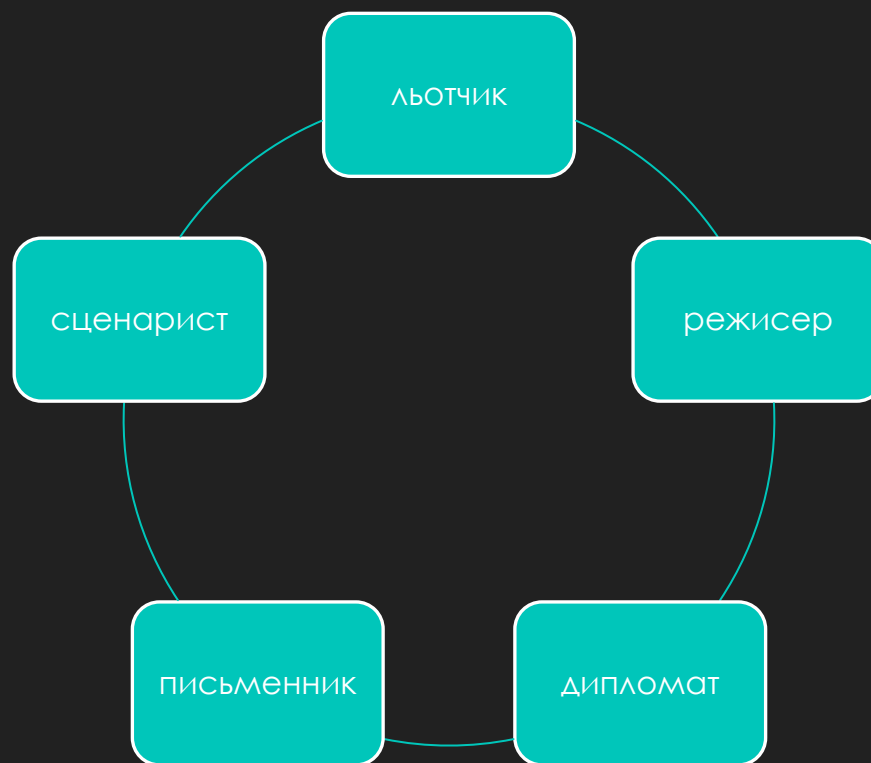 льотчик
сценарист
режисер
письменник
дипломат